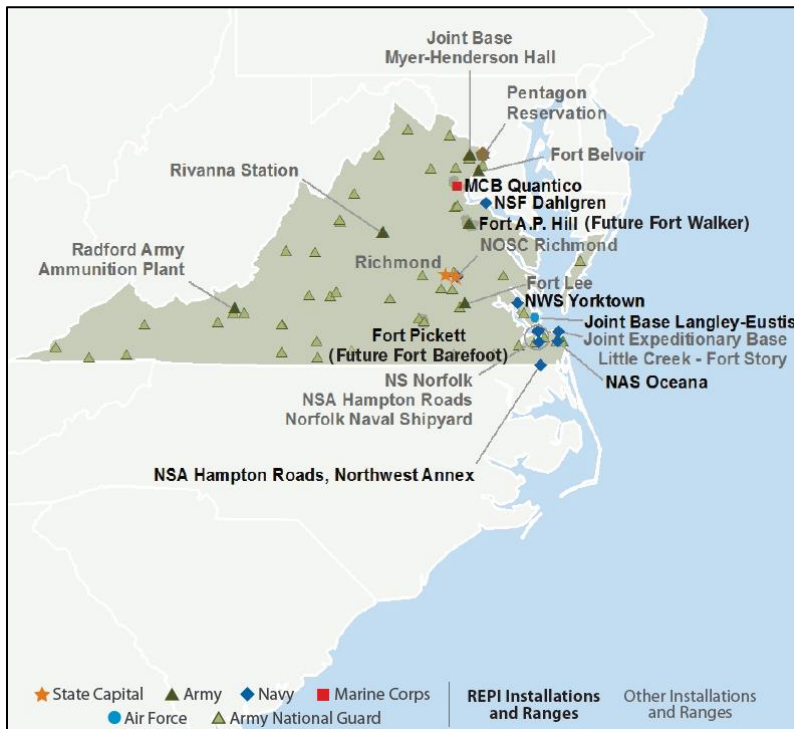 Joint Base
Myer-Henderson Hall
Pentagon
Reservation
Rivanna Station
Fort Belvoir
MCB Quantico
NSF Dahlgren
Fort A.P. Hill (Future Fort Walker)
NOSC Richmond
Radford Army
Ammunition Plant
Richmond
Fort Lee
NWS Yorktown
Joint Base Langley-Eustis
Fort Pickett
(Future Fort Barefoot)
Joint Expeditionary Base
Little Creek - Fort Story
NAS Oceana
NS Norfolk
NSA Hampton Roads
Norfolk Naval Shipyard
NSA Hampton Roads, Northwest Annex
State Capital
Army
Navy
Marine Corps
Air Force
Army National Guard
REPI Installations
and Ranges
Other Installations
and Ranges